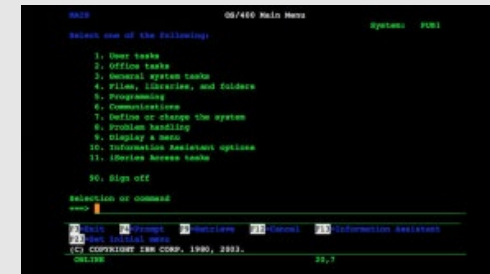 MAIN OS/400 Main Menu
System: PUB1
Select one of the following:
1. User tasks
2. Office tasks
3. General system tasks
4. Files, libraries, and folders
5. Programming
6. Communications
7. Define or change the system
8. Problem handling
9. Display a menu
10. Information Assistant options
11. iSeries Access tasks
90. Sign off
Selection or command
===>
F3=Exit F4=Prompt F9=Retrieve F12=Cancel F13=Information Assistant
F23=Set initial menu
(C) COPYRIGHT IBM CORP. 1980, 2003.
ONLINE 20,7